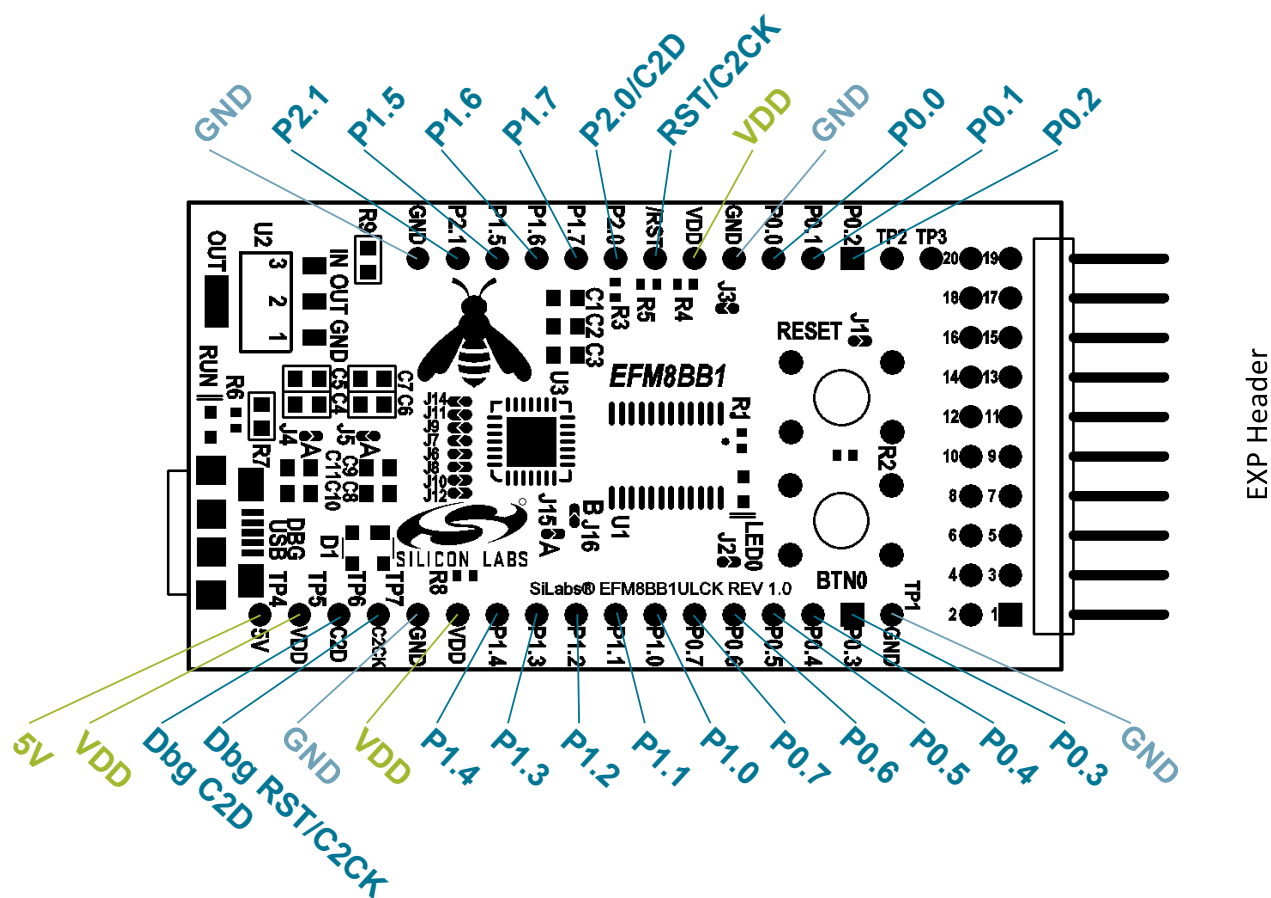 GND
P2.1
P1.5
P1.6
P1.7
P2.0/C2D
RST/C2CK
VDD
GND
P0.0
P0.1
P0.2
R9
GND
P2.1
P1.5
P1.6
P1.7
P2.0
/RST
VDD
GND
P0.0
P0.1
P0.2
TP2 TP3
20 19
18 17
16 15
14 13
12 11
10 9
8 7
6 5
4 3
2 1
EXP Header
OUT
U2
3
2
1
IN OUT GND
C1
C2
C3
R3
R5
R4
J3
RESET
J1
RUN
R6
R7
C5
C4
C7
C6
J4
A
J5
A
C11
C10
C9
C8
J14
J11
J9
J7
J6
J8
J10
J12
U3
EFM8BB1
R1
R2
U1
LED0
J2
BTN0
J15
A
B
J16
SILICON LABS
DBG
USB
D1
TP4
TP5
TP6
TP7
R8
SiLabs® EFM8BB1ULCK REV 1.0
TP1
5V
VDD
C2D
C2CK
GND
VDD
P1.4
P1.3
P1.2
P1.1
P1.0
P0.7
P0.6
P0.5
P0.4
P0.3
GND
5V
VDD
Dbg C2D
Dbg RST/C2CK
GND
VDD
P1.4
P1.3
P1.2
P1.1
P1.0
P0.7
P0.6
P0.5
P0.4
P0.3
GND